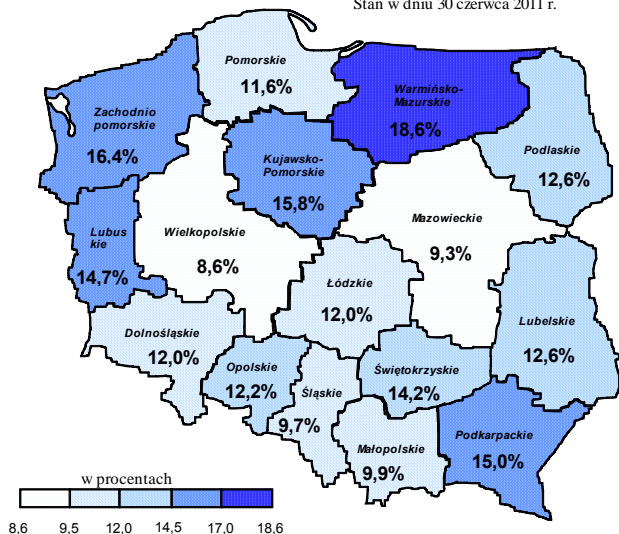 Stan w dniu 30 czerwca 2011 r.
Pomorskie
11,6%
Warmińsko-
Mazurskie
18,6%
Zachodnio
pomorskie
16,4%
Kujawsko-
Pomorskie
15,8%
Podlaskie
12,6%
Lubus
kie
14,7%
Wielkopolskie
8,6%
Mazowieckie
9,3%
Łódzkie
12,0%
Lubelskie
12,6%
Dolnośląskie
12,0%
Opolskie
12,2%
Śląskie
9,7%
Świętokrzyskie
14,2%
Małopolskie
9,9%
Podkarpackie
15,0%
w procentach
8,6 9,5 12,0 14,5 17,0 18,6